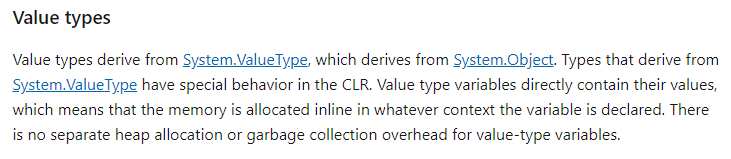 Value types
Value types derive from System.ValueType, which derives from System.Object. Types that derive from
System.ValueType have special behavior in the CLR. Value type variables directly contain their values,
which means that the memory is allocated inline in whatever context the variable is declared. There
is no separate heap allocation or garbage collection overhead for value-type variables.